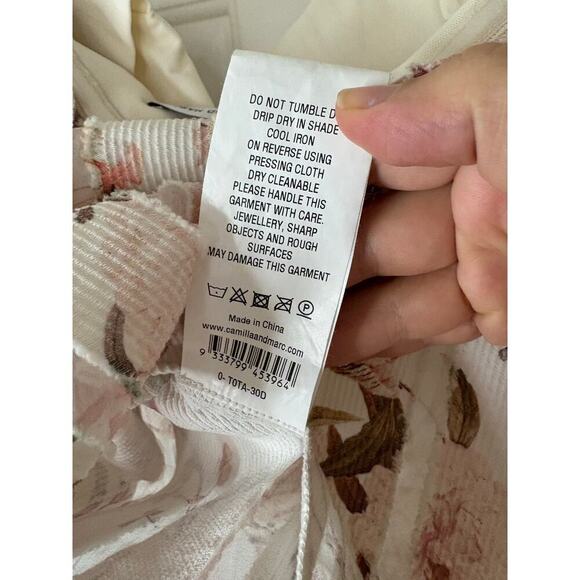 DO NOT TUMBLE D
DRIP DRY IN SHADE
COOL IRON
ON REVERSE USING
PRESSING CLOTH
DRY CLEANABLE
PLEASE HANDLE THIS
GARMENT WITH CARE.
JEWELLERY, SHARP
OBJECTS AND ROUGH
SURFACES
MAY DAMAGE THIS GARMENT
P
Made in China
www.camillaandmarc.com
9 333799 453964
0- TOTA-30D